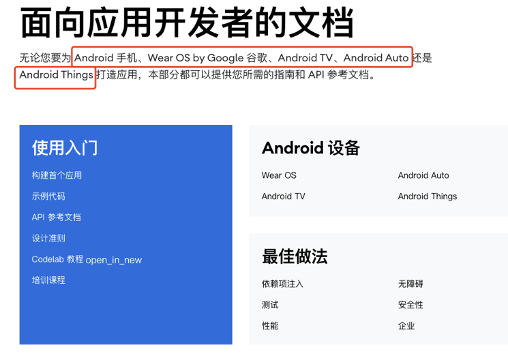 面向应用开发者的文档
无论您要为 Android 手机、Wear OS by Google 谷歌、Android TV、Android Auto 还是
Android Things 打造应用，本部分都可以提供您所需的指南和 API 参考文档。
使用入门
构建首个应用
示例代码
API 参考文档
设计准则
Codelab 教程 open_in_new
培训课程
Android 设备
Wear OS
Android Auto
Android TV
Android Things
最佳做法
依赖项注入
无障碍
测试
安全性
性能
企业